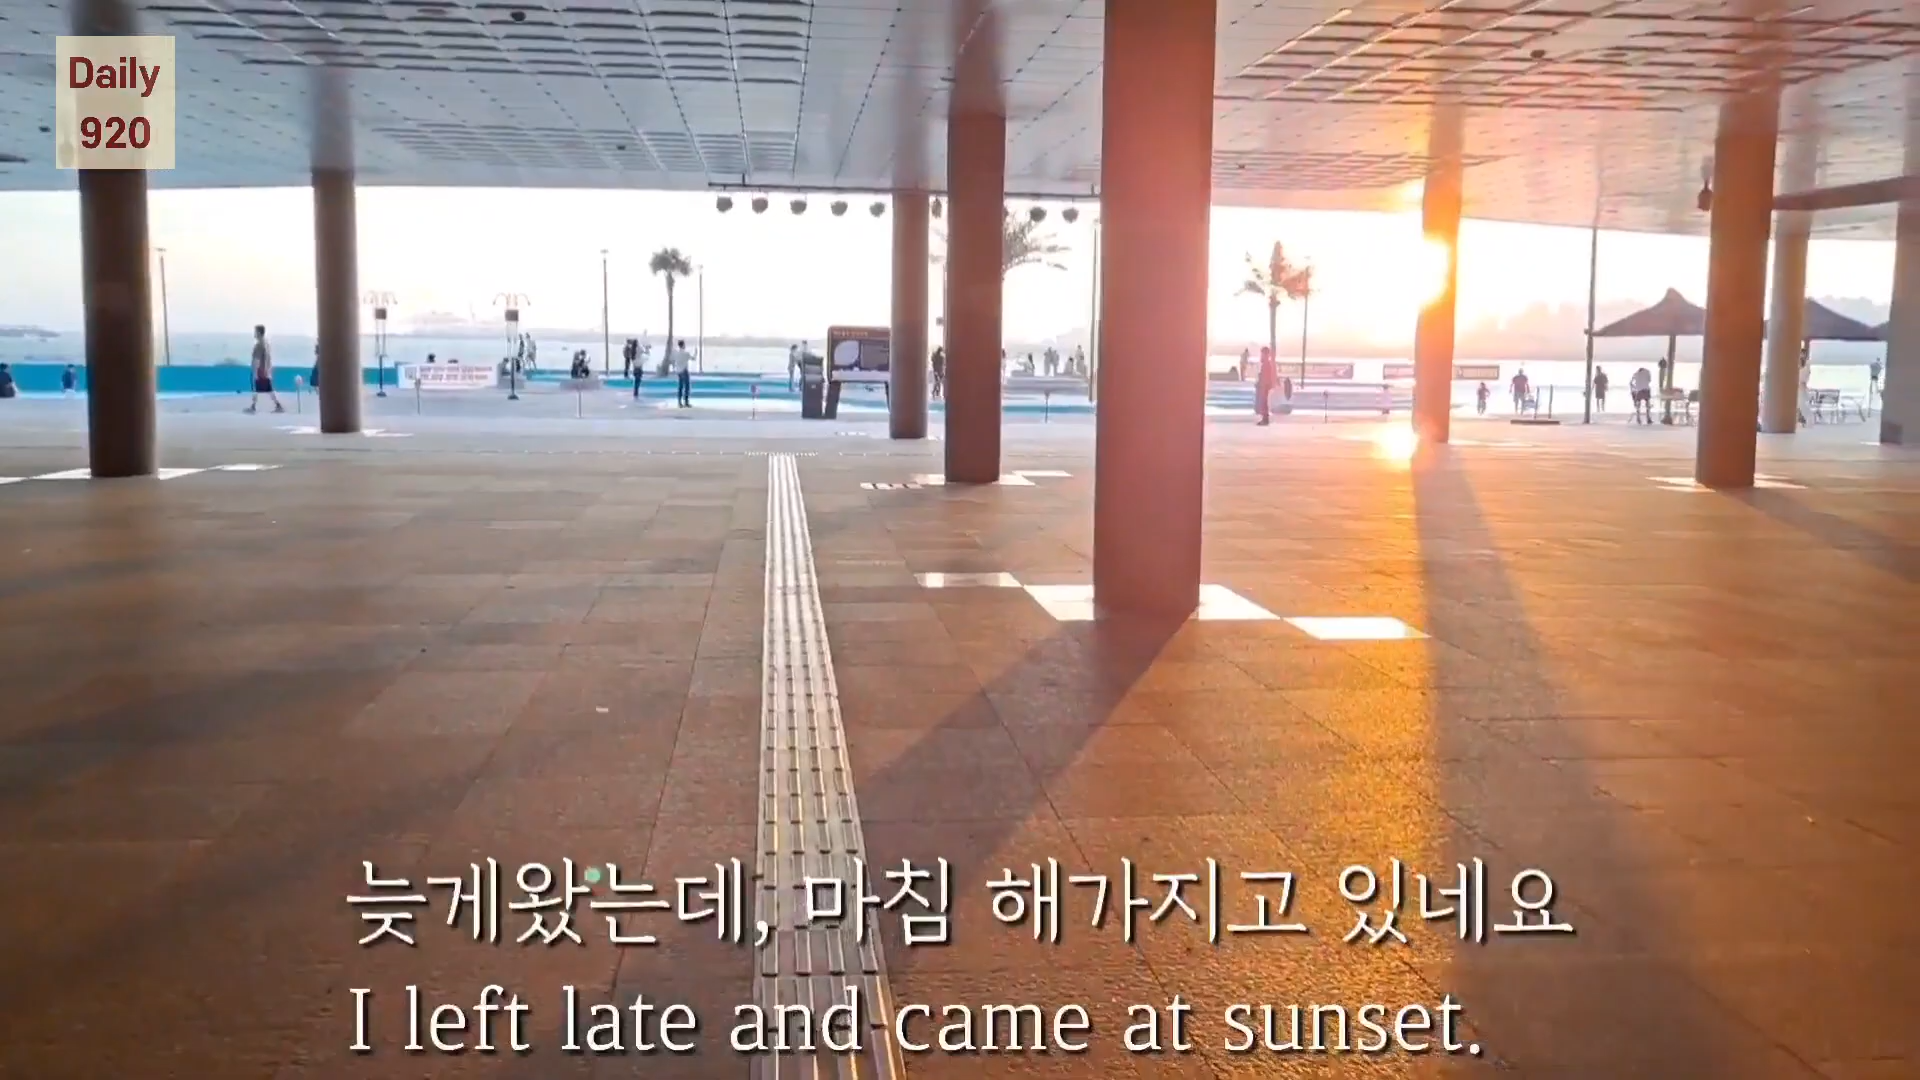 Daily
920
늦게왔는데, 마침 해가지고 있네요
I left late and came at sunset.